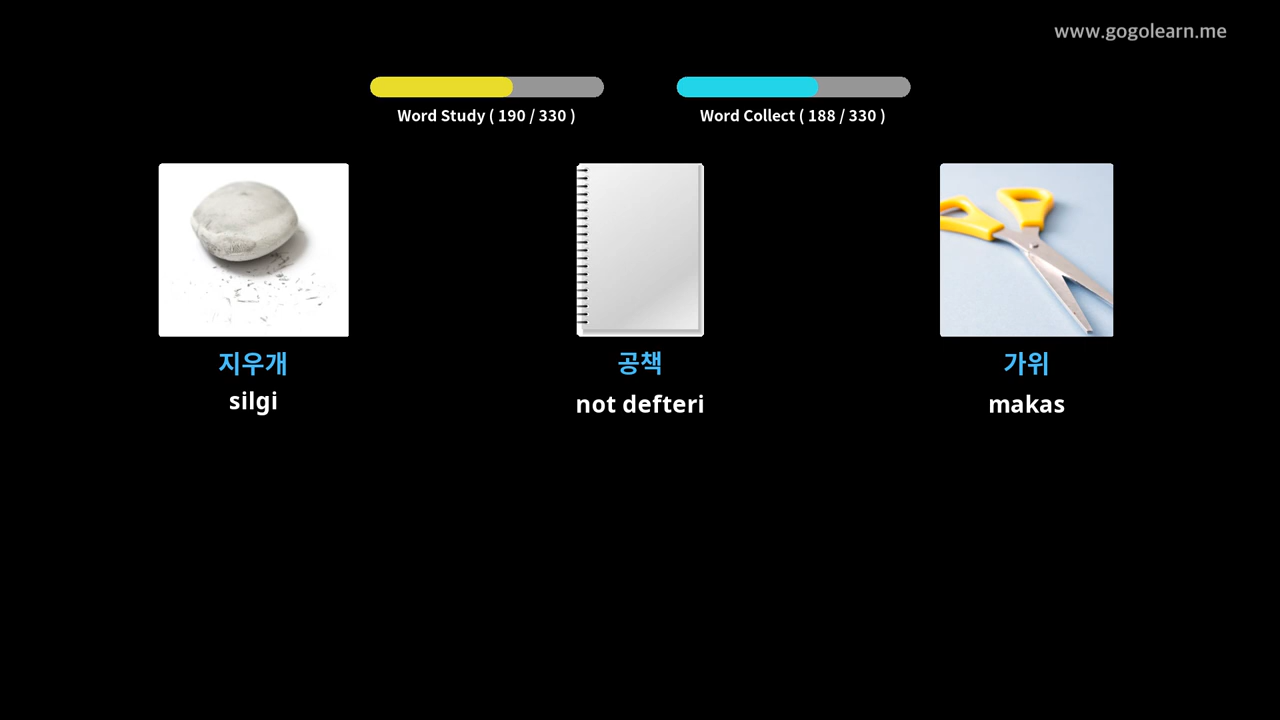 www.gogolearn.me
Word Study ( 190 / 330 )
Word Collect ( 188 / 330 )
지우개
silgi
공책
not defteri
가위
makas